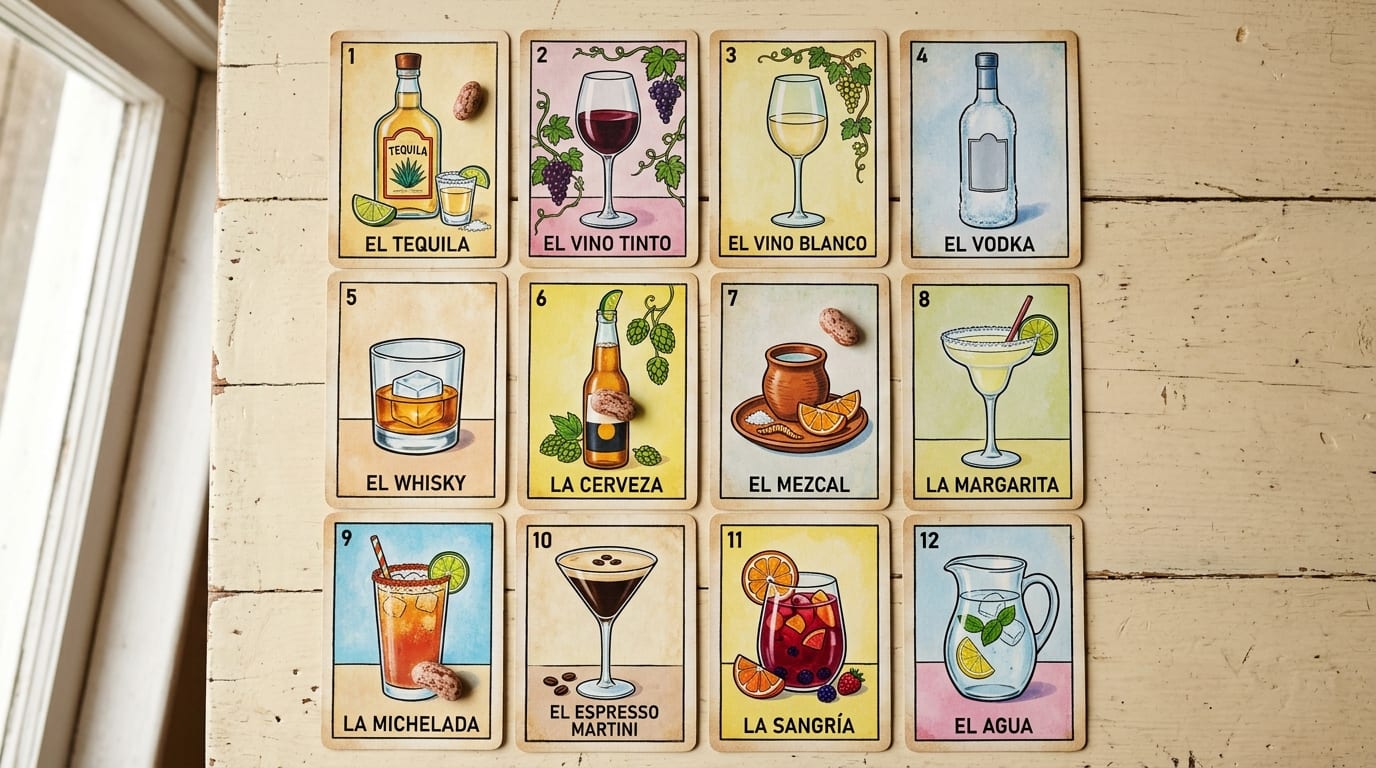 1
TEQUILA
EL TEQUILA
2
EL VINO TINTO
3
EL VINO BLANCO
4
EL VODKA
5
EL WHISKY
6
LA CERVEZA
7
EL MEZCAL
8
LA MARGARITA
9
LA MICHELADA
10
EL ESPRESSO
MARTINI
11
LA SANGRÍA
12
EL AGUA